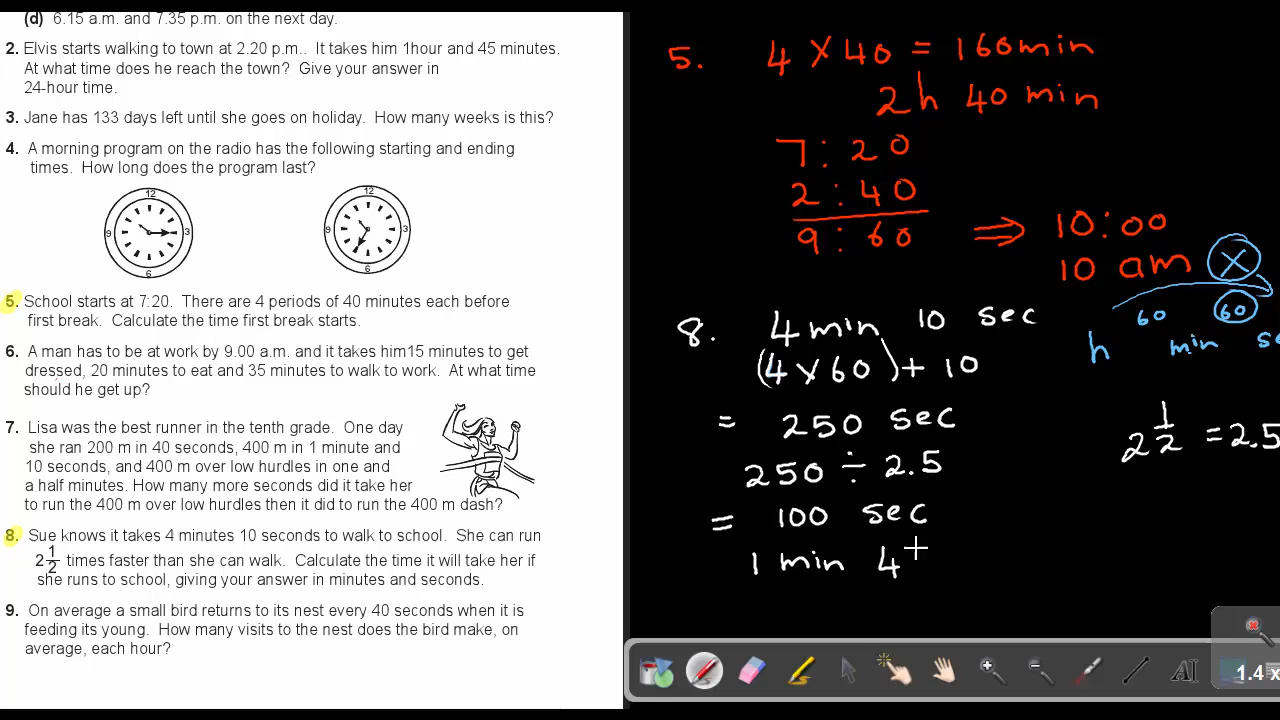 (d) 6.15 a.m. and 7.35 p.m. on the next day.
2. Elvis starts walking to town at 2.20 p.m.. It takes him 1hour and 45 minutes.
At what time does he reach the town? Give your answer in
24-hour time.
3. Jane has 133 days left until she goes on holiday. How many weeks is this?
4. A morning program on the radio has the following starting and ending
times. How long does the program last?
12
9 3
6
12
9 3
6
5. School starts at 7:20. There are 4 periods of 40 minutes each before
first break. Calculate the time first break starts.
6. A man has to be at work by 9.00 a.m. and it takes him15 minutes to get
dressed, 20 minutes to eat and 35 minutes to walk to work. At what time
should he get up?
7. Lisa was the best runner in the tenth grade. One day
she ran 200 m in 40 seconds, 400 m in 1 minute and
10 seconds, and 400 m over low hurdles in one and
a half minutes. How many more seconds did it take her
to run the 400 m over low hurdles then it did to run the 400 m dash?
8. Sue knows it takes 4 minutes 10 seconds to walk to school. She can run
2 1/2 times faster than she can walk. Calculate the time it will take her if
she runs to school, giving your answer in minutes and seconds.
9. On average a small bird returns to its nest every 40 seconds when it is
feeding its young. How many visits to the nest does the bird make, on
average, each hour?
5. 4 × 40 = 160min
2h 40 min
7:20
2:40
9:60 ⇒ 10:00
10 am
×
60 60
h min se
8. 4 min 10 sec
(4 × 60) + 10
= 250 sec
250 ÷ 2.5
= 100 sec
1 min 4
2 1/2 = 2.5
AI
1.4 x